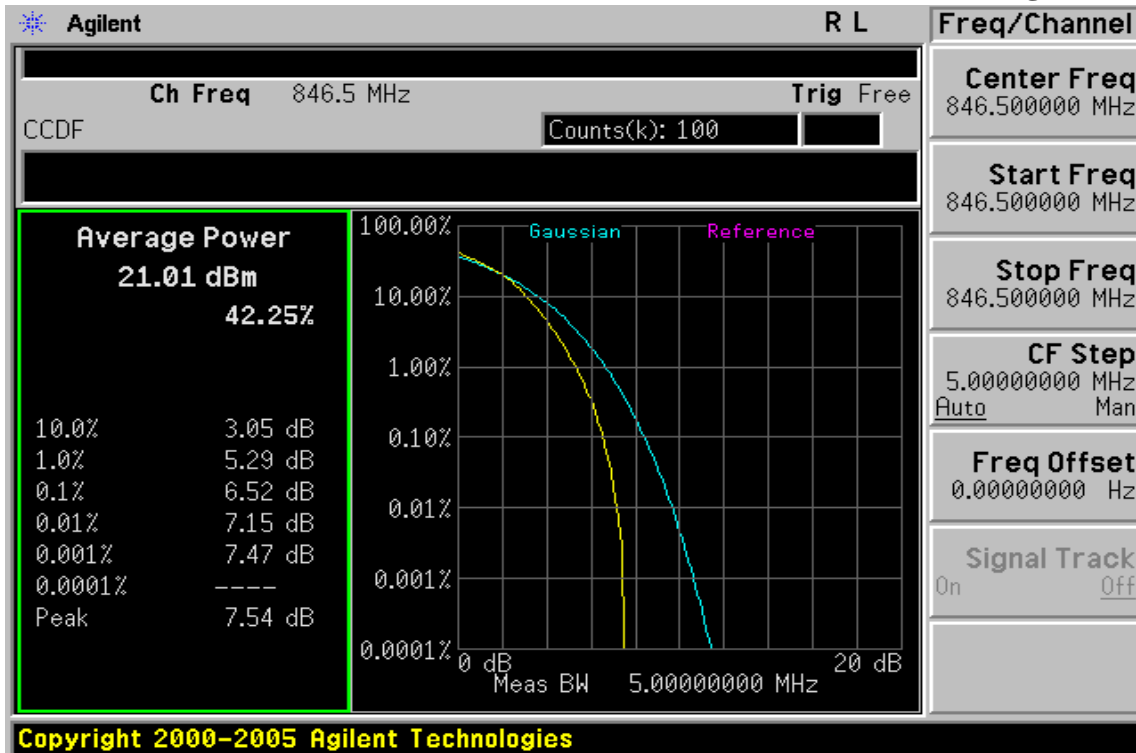 Agilent R L Freq/Channel
Ch Freq 846.5 MHz Trig Free
CCDF Counts(k): 100
Center Freq
846.500000 MHz
Start Freq
846.500000 MHz
Stop Freq
846.500000 MHz
CF Step
5.00000000 MHz
Auto Man
Freq Offset
0.00000000 Hz
Signal Track
On Off
Average Power
21.01 dBm
42.25%
10.0% 3.05 dB
1.0% 5.29 dB
0.1% 6.52 dB
0.01% 7.15 dB
0.001% 7.47 dB
0.0001% ----
Peak 7.54 dB
Gaussian Reference
100.00%
10.00%
1.00%
0.10%
0.01%
0.001%
0.0001%
0 dB 20 dB
Meas BW 5.00000000 MHz
Copyright 2000-2005 Agilent Technologies